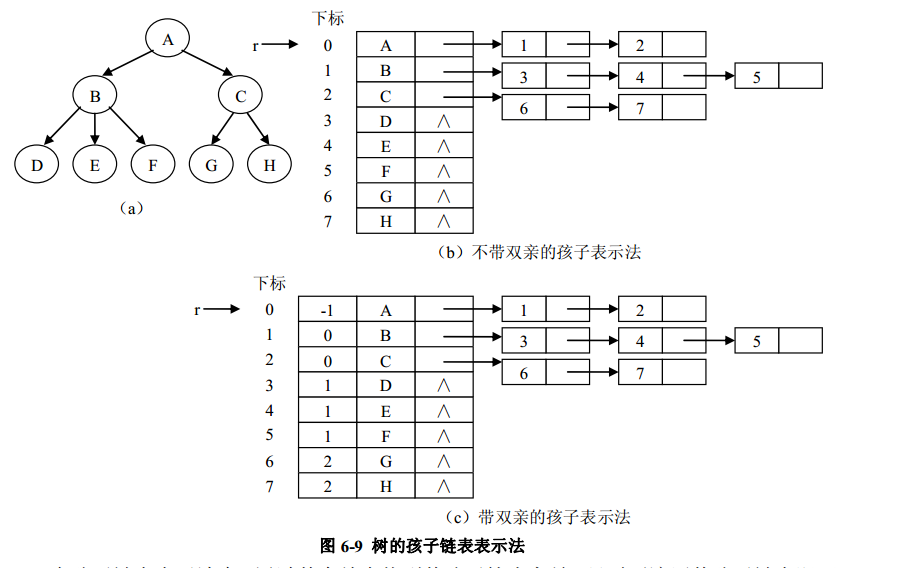 A
B
C
D E F G H
（a）
下标
r 0 A 1 2
1 B 3 4 5
2 C 6 7
3 D ∧
4 E ∧
5 F ∧
6 G ∧
7 H ∧
（b）不带双亲的孩子表示法
下标
r 0 -1 A 1 2
1 0 B 3 4 5
2 0 C 6 7
3 1 D ∧
4 1 E ∧
5 1 F ∧
6 2 G ∧
7 2 H ∧
（c）带双亲的孩子表示法
图 6-9 树的孩子链表表示法